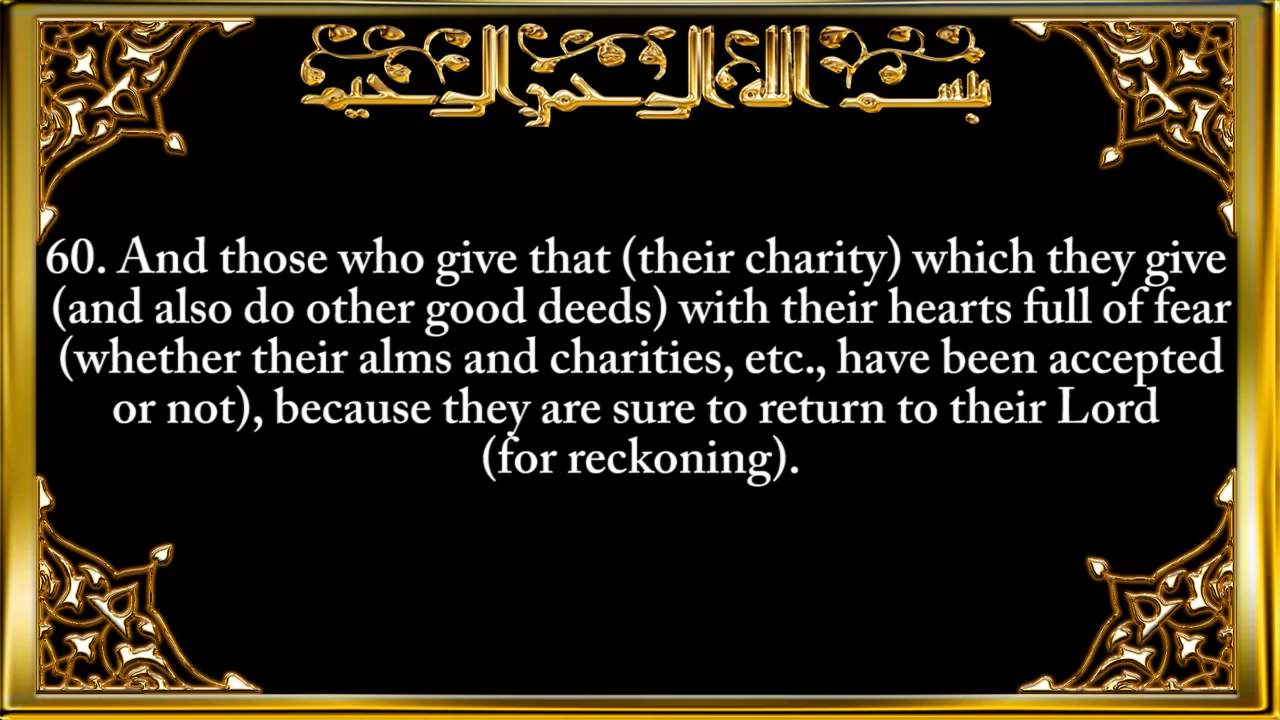 بسم الله الرحمن الرحيم
60. And those who give that (their charity) which they give
(and also do other good deeds) with their hearts full of fear
(whether their alms and charities, etc., have been accepted
or not), because they are sure to return to their Lord
(for reckoning).